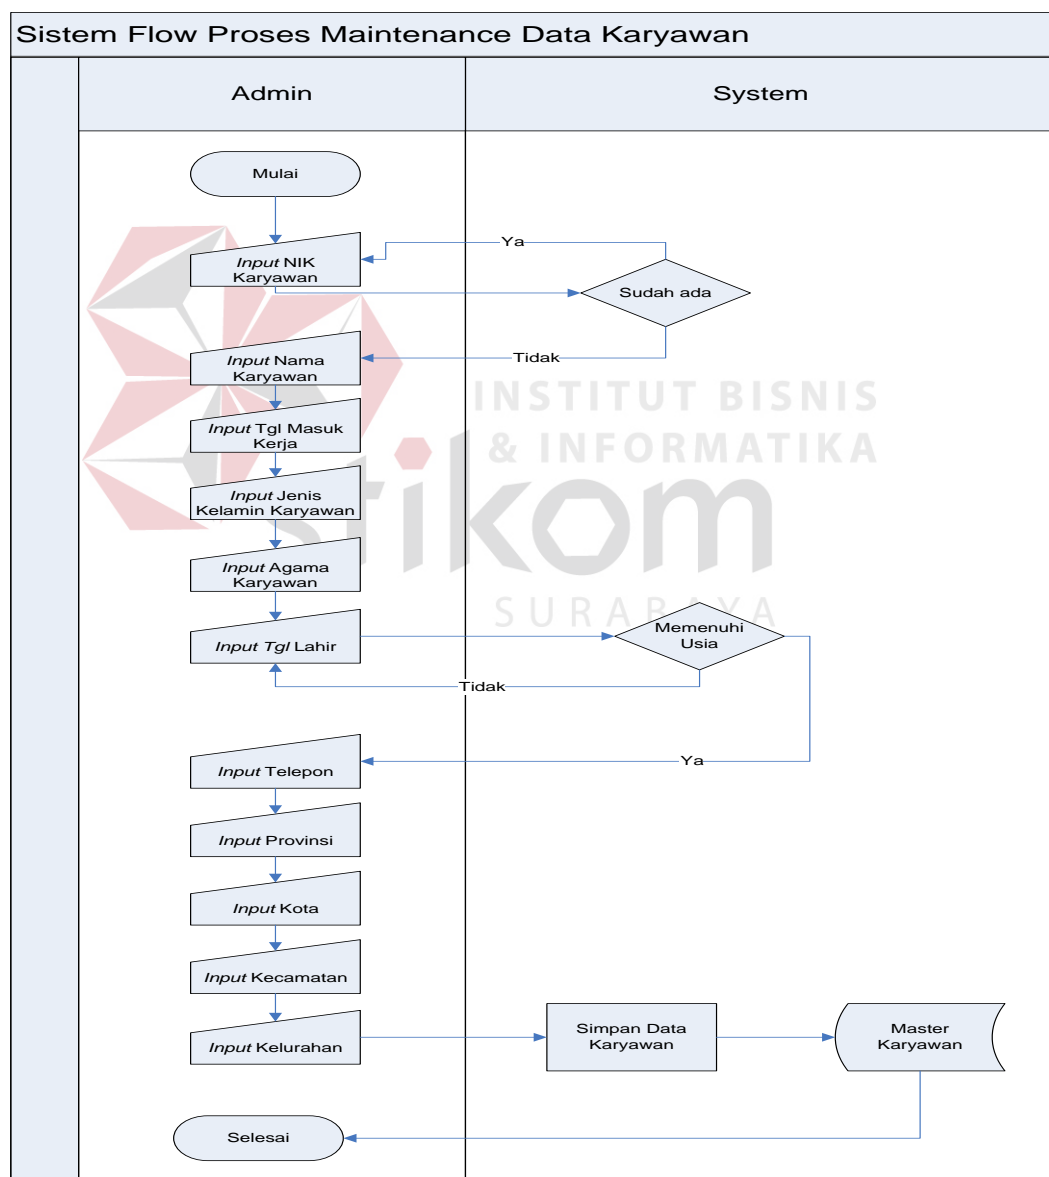 Sistem Flow Proses Maintenance Data Karyawan
Admin
System
Mulai
Input NIK
Karyawan
Ya
Sudah ada
Tidak
Input Nama
Karyawan
INSTITUT BISNIS
& INFORMATIKA
stikom
SURABAYA
Input Tgl Masuk
Kerja
Input Jenis
Kelamin Karyawan
Input Agama
Karyawan
Input Tgl Lahir
Memenuhi
Usia
Tidak
Ya
Input Telepon
Input Provinsi
Input Kota
Input Kecamatan
Input Kelurahan
Simpan Data
Karyawan
Master
Karyawan
Selesai